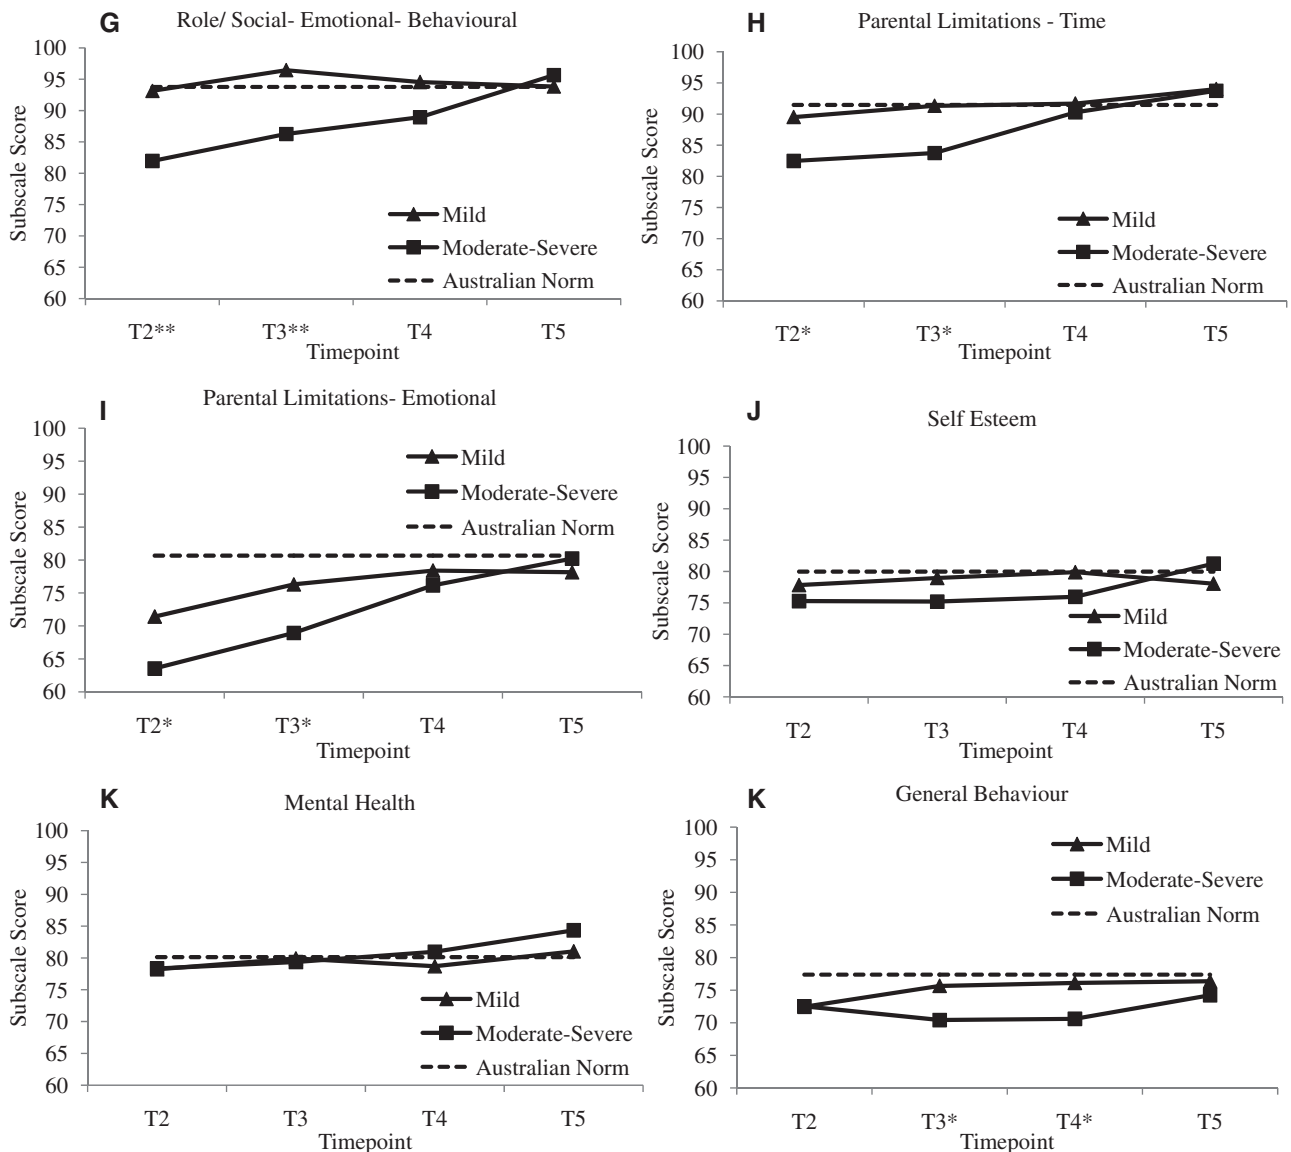 G Role/ Social- Emotional- Behavioural
100
95
90
85
80
75
70
65
60
Subscale Score
Mild
Moderate-Severe
Australian Norm
T2** T3** T4 T5
Timepoint
H Parental Limitations - Time
100
95
90
85
80
75
70
65
60
Subscale Score
Mild
Moderate-Severe
Australian Norm
T2* T3* T4 T5
Timepoint
I Parental Limitations- Emotional
100
95
90
85
80
75
70
65
60
Subscale Score
Mild
Moderate-Severe
Australian Norm
T2* T3* T4 T5
Timepoint
J Self Esteem
100
95
90
85
80
75
70
65
60
Subscale Score
Mild
Moderate-Severe
Australian Norm
T2 T3 T4 T5
Timepoint
K Mental Health
100
95
90
85
80
75
70
65
60
Subscale Score
Mild
Moderate-Severe
Australian Norm
T2 T3 T4 T5
Timepoint
K General Behaviour
100
95
90
85
80
75
70
65
60
Subscale Score
Mild
Moderate-Severe
Australian Norm
T2 T3* T4* T5
Timepoint